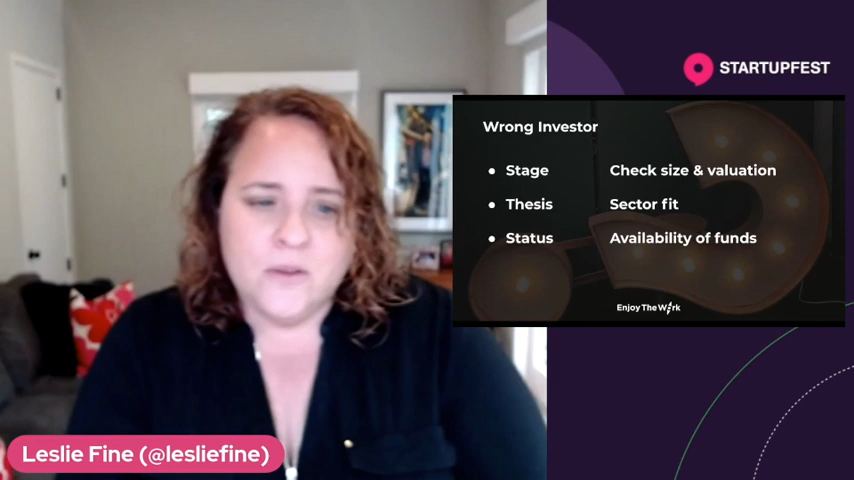 STARTUPFEST
Wrong Investor
• Stage Check size & valuation
• Thesis Sector fit
• Status Availability of funds
Enjoy The Work
Leslie Fine (@lesliefine)